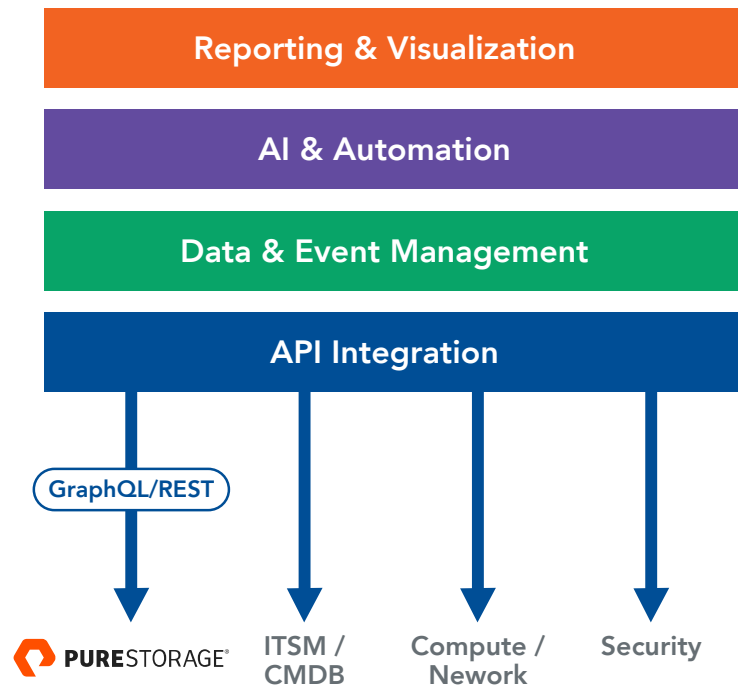 Reporting & Visualization
AI & Automation
Data & Event Management
API Integration
GraphQL/REST
PURESTORAGE®
ITSM /
CMDB
Compute /
Nework
Security